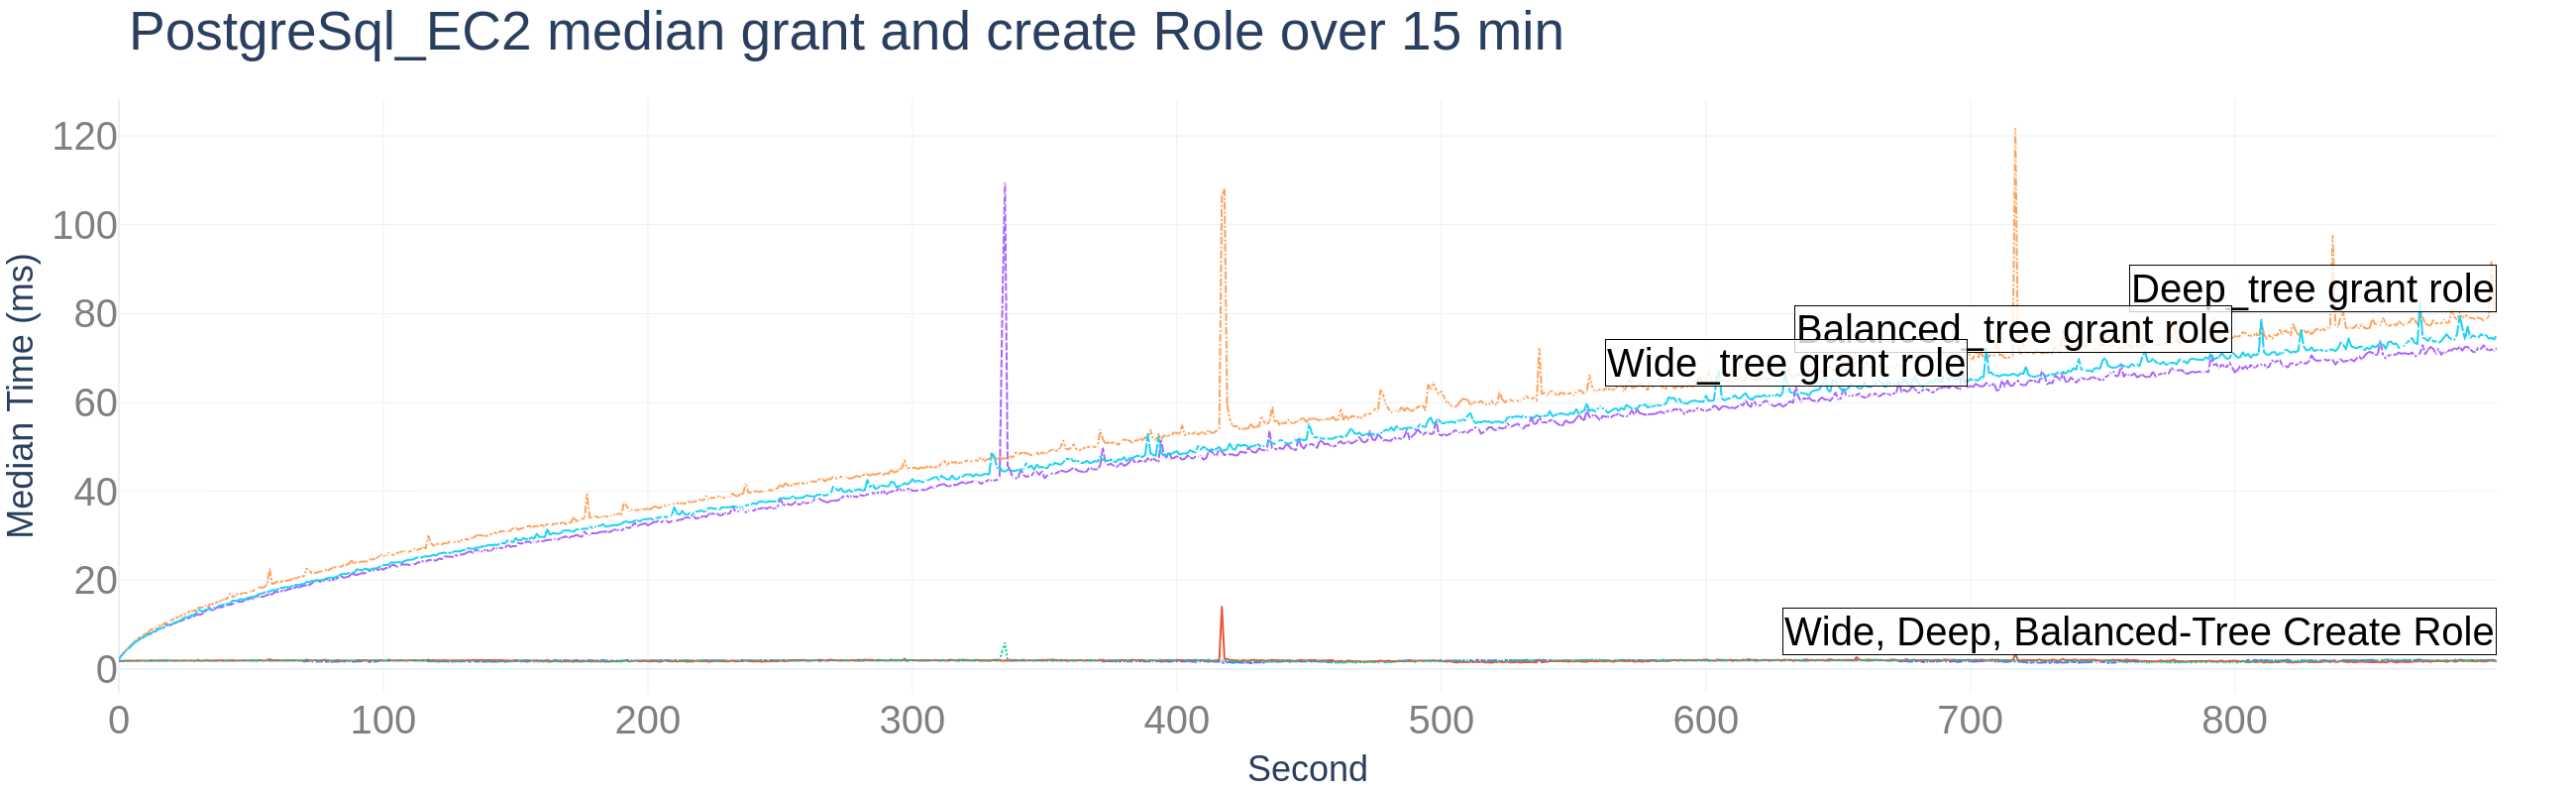 PostgreSql_EC2 median grant and create Role over 15 min
Median Time (ms)
120
100
80
60
40
20
0
Deep_tree grant role
Balanced_tree grant role
Wide_tree grant role
Wide, Deep, Balanced-Tree Create Role
0 100 200 300 400 500 600 700 800
Second